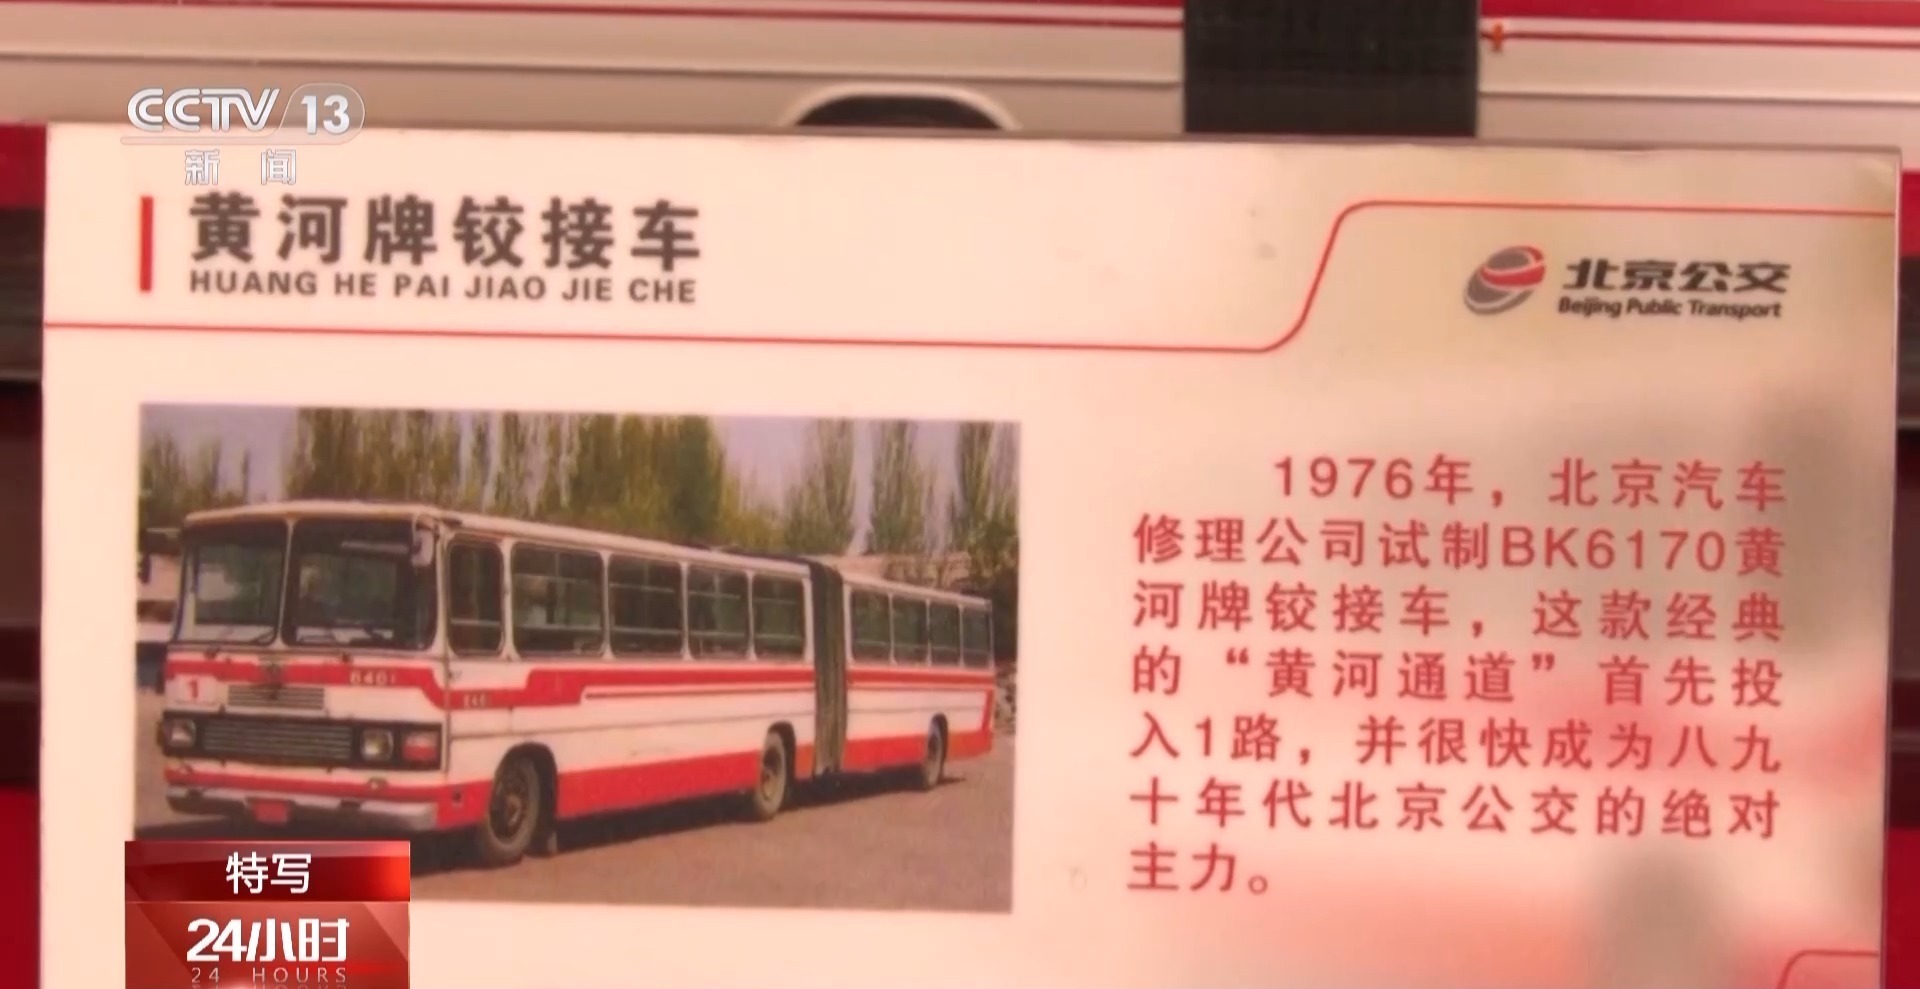 CCTV 13
新闻
黄河牌铰接车
HUANG HE PAI JIAO JIE CHE
北京公交
Beijing Public Transport
1976年，北京汽车
修理公司试制BK6170黄
河牌铰接车，这款经典
的“黄河通道”首先投
入1路，并很快成为八九
十年代北京公交的绝对
主力。
1
特写
24小时
24 HOURS